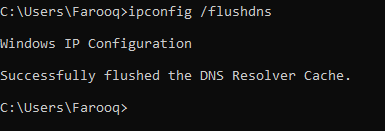 C:\Users\Farooq>ipconfig /flushdns
Windows IP Configuration
Successfully flushed the DNS Resolver Cache.
C:\Users\Farooq>